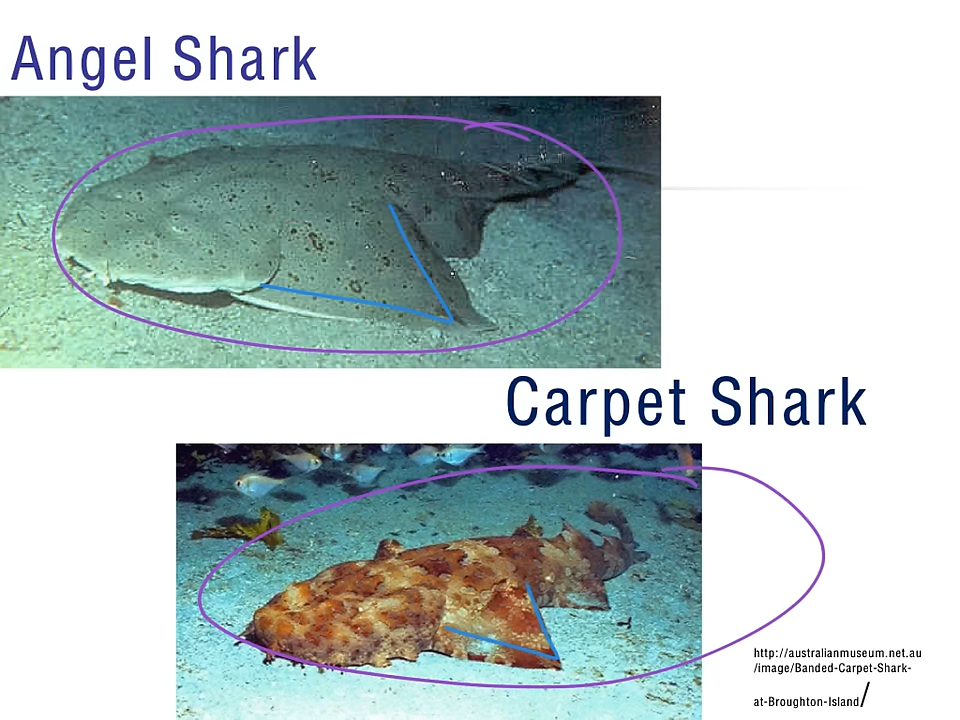 Angel Shark
Carpet Shark
http://australianmuseum.net.au
/image/Banded-Carpet-Shark-
at-Broughton-Island/